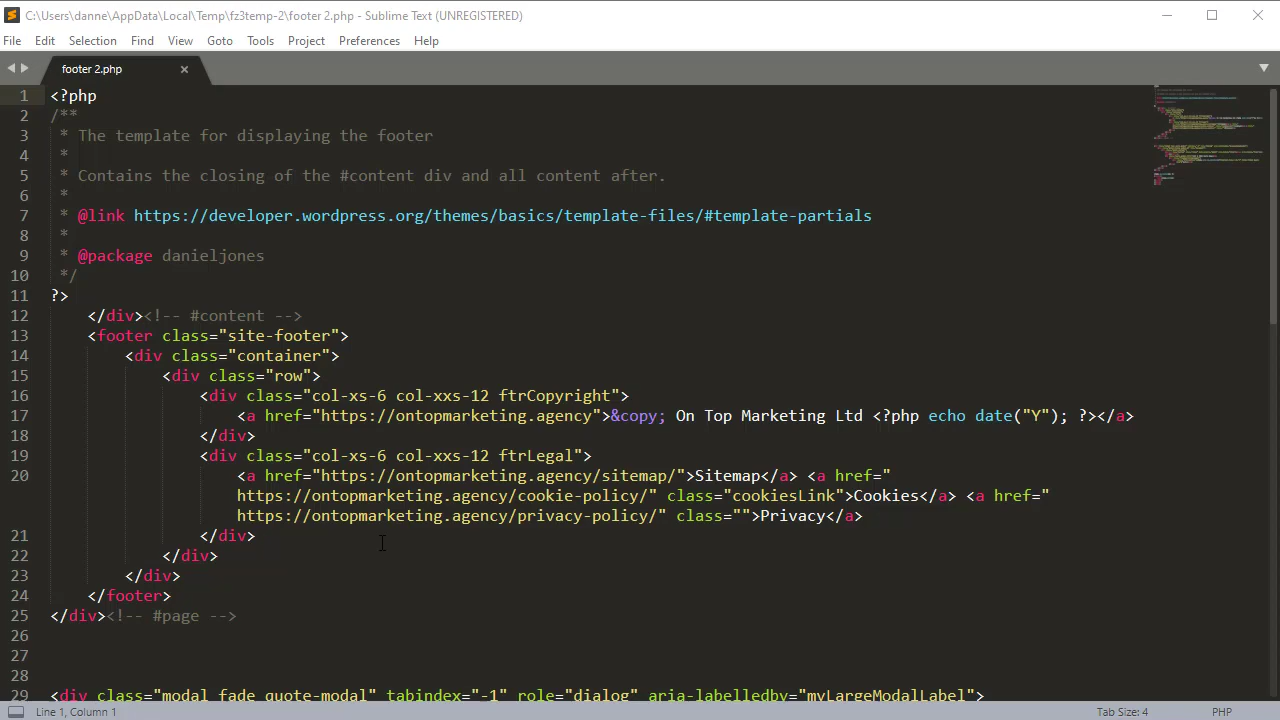 C:\Users\danne\AppData\Local\Temp\fz3temp-2\footer 2.php - Sublime Text (UNREGISTERED)
File Edit Selection Find View Goto Tools Project Preferences Help
footer 2.php
1 <?php
2 /**
3  * The template for displaying the footer
4  *
5  * Contains the closing of the #content div and all content after.
6  *
7  * @link https://developer.wordpress.org/themes/basics/template-files/#template-partials
8  *
9  * @package danieljones
10  */
11 ?>
12     </div><!-- #content -->
13     <footer class="site-footer">
14         <div class="container">
15             <div class="row">
16                 <div class="col-xs-6 col-xxs-12 ftrCopyright">
17                     <a href="https://ontopmarketing.agency">&copy; On Top Marketing Ltd <?php echo date("Y"); ?></a>
18                 </div>
19                 <div class="col-xs-6 col-xxs-12 ftrLegal">
20                     <a href="https://ontopmarketing.agency/sitemap/">Sitemap</a> <a href="
https://ontopmarketing.agency/cookie-policy/" class="cookiesLink">Cookies</a> <a href="
https://ontopmarketing.agency/privacy-policy/" class="">Privacy</a>
21                 </div>
22             </div>
23         </div>
24     </footer>
25 </div><!-- #page -->
26
27
28
29 <div class="modal fade quote-modal" tabindex="-1" role="dialog" aria-labelledby="myLargeModalLabel">
Line 1, Column 1 Tab Size: 4 PHP